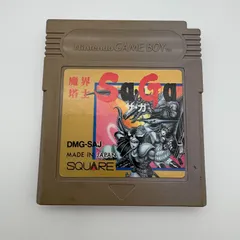 Nintendo GAME BOY
魔界
塔士
SaGa
サ・ガ
DMG-SAJ
MADE IN JAPAN
SQUARE